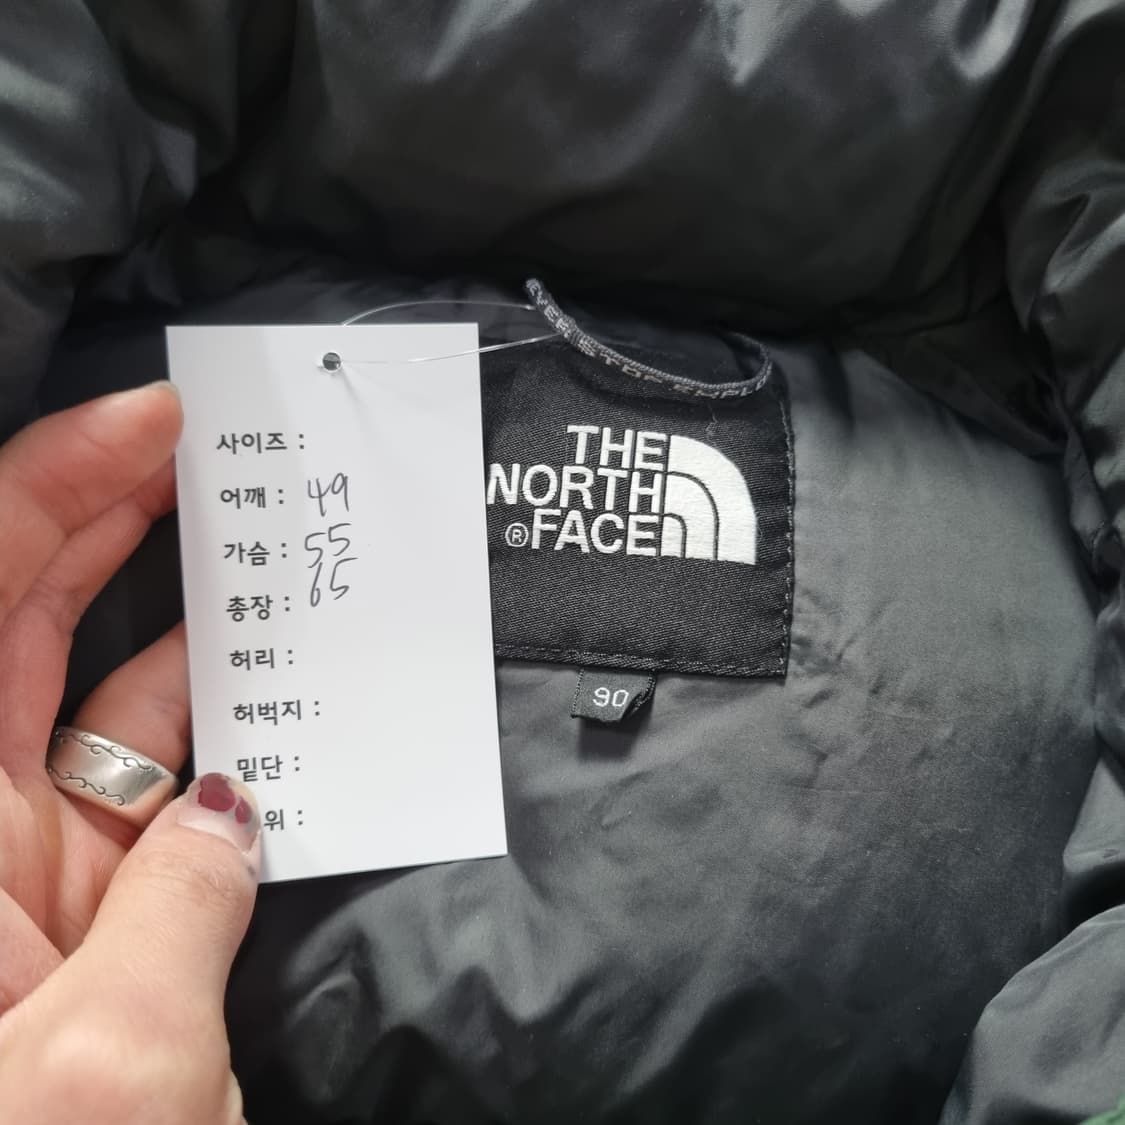 사이즈 :
어깨 : 49
가슴 : 55
총장 : 65
허리 :
허벅지 :
밑단 :
위 :
THE
NORTH
®FACE
90